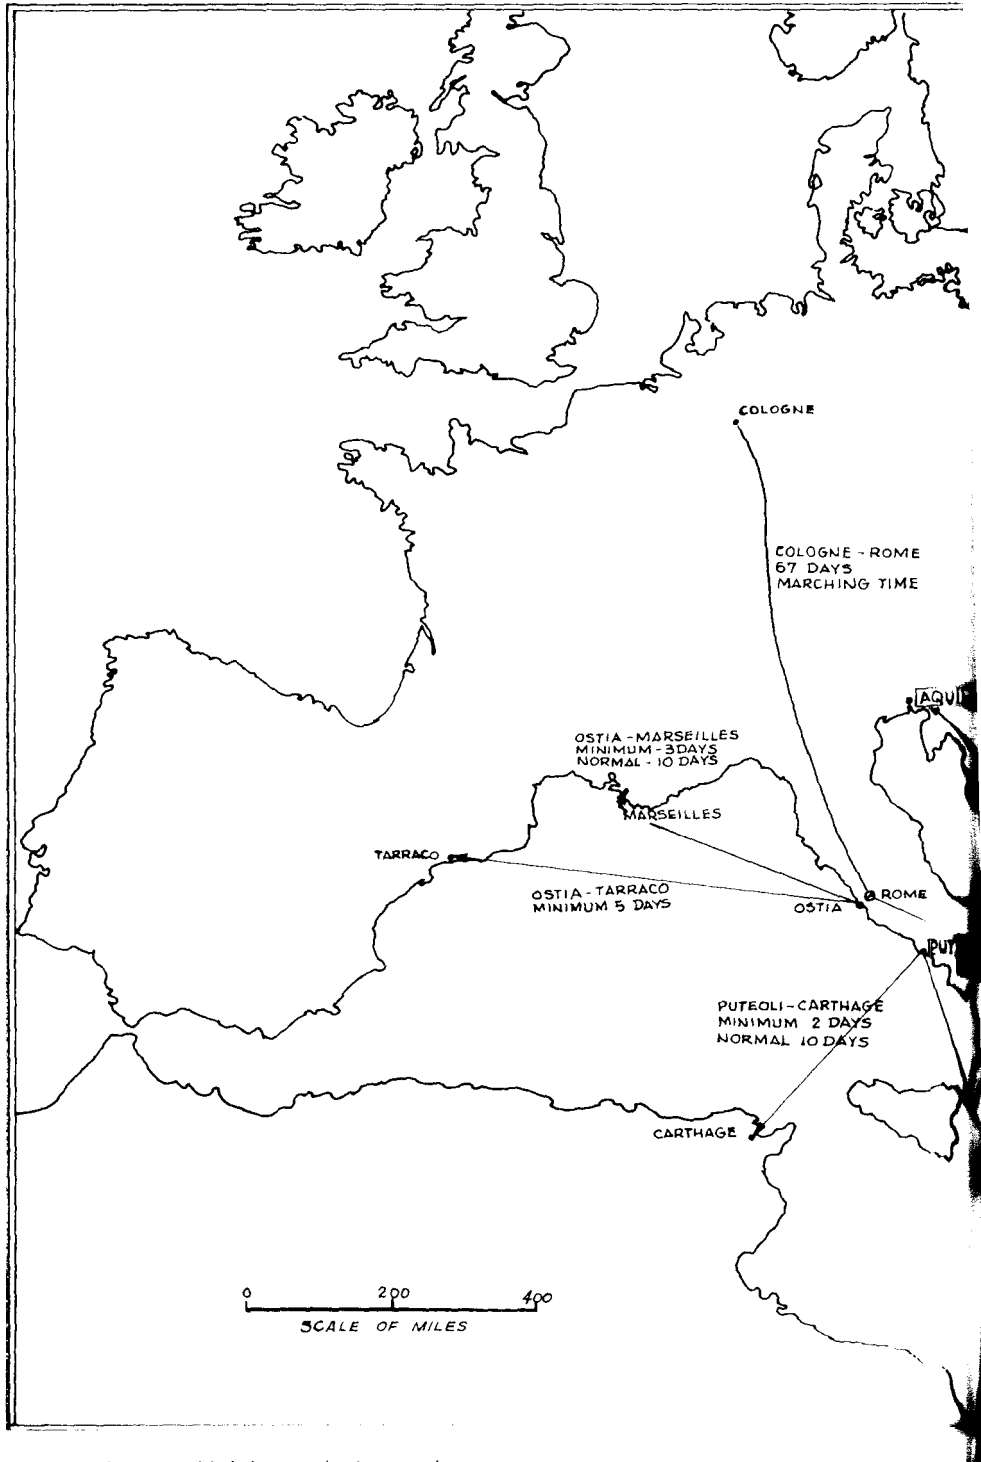 COLOGNE
COLOGNE - ROME
67 DAYS
MARCHING TIME
AQUI
OSTIA - MARSEILLES
MINIMUM - 3 DAYS
NORMAL - 10 DAYS
MARSEILLES
TARRACO
OSTIA - TARRACO
MINIMUM 5 DAYS
ROME
OSTIA
PUT
PUTEOLI - CARTHAGE
MINIMUM 2 DAYS
NORMAL 10 DAYS
CARTHAGE
0 200 400
SCALE OF MILES